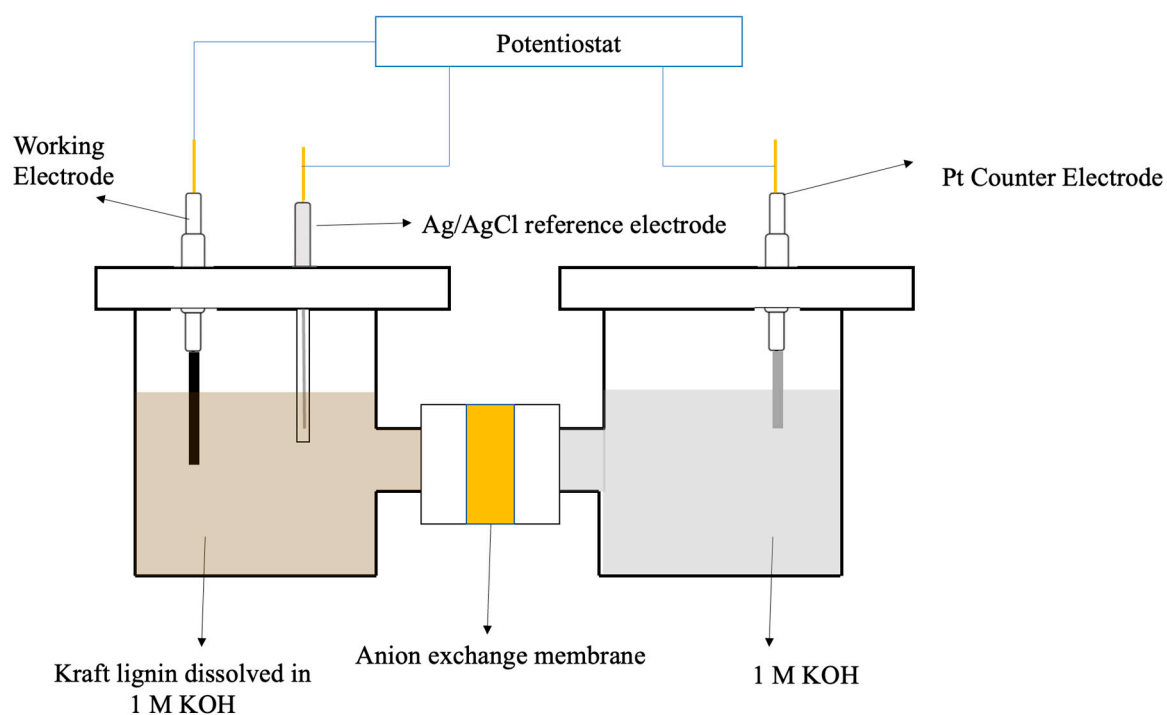 Potentiostat
Working
Electrode
Pt Counter Electrode
Ag/AgCl reference electrode
Anion exchange membrane
Kraft lignin dissolved in
1 M KOH
1 M KOH